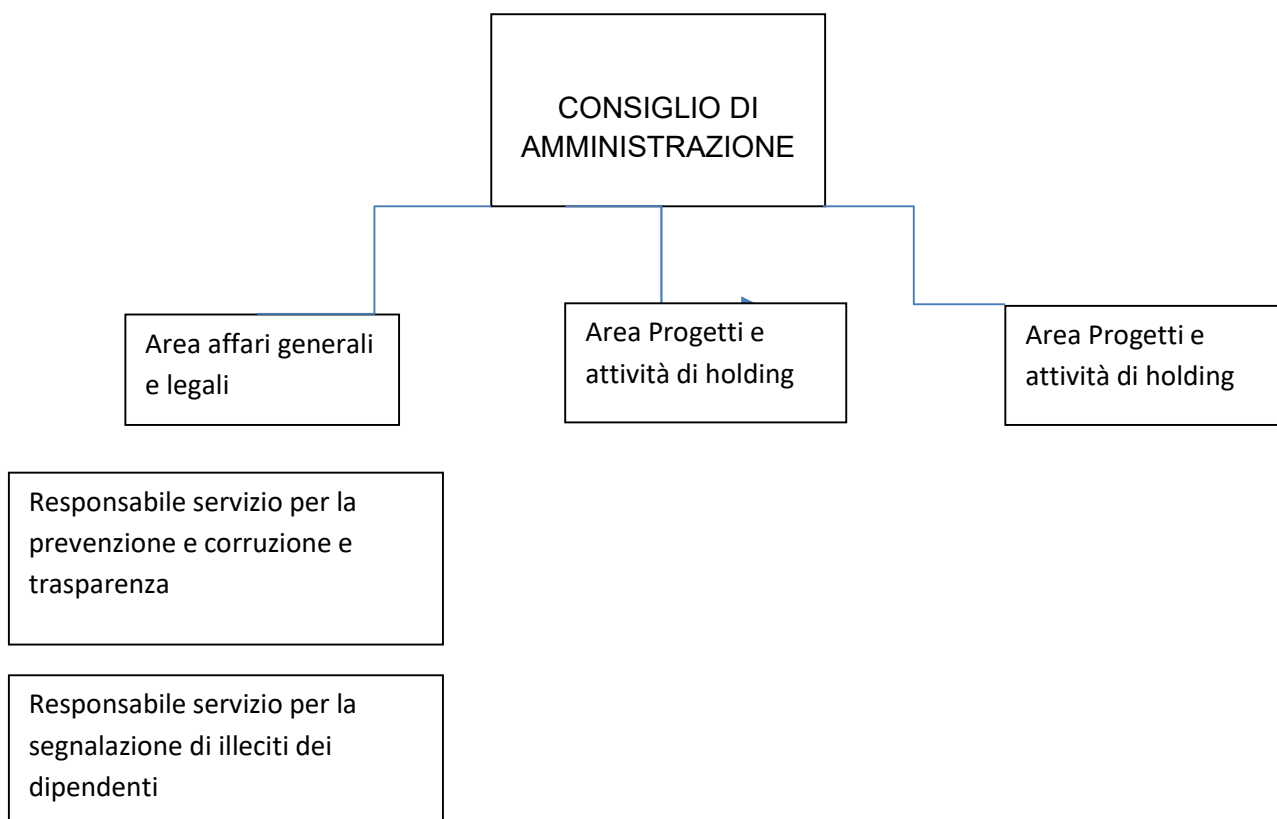 CONSIGLIO DI
AMMINISTRAZIONE
Area affari generali
e legali
Area Progetti e
attività di holding
Area Progetti e
attività di holding
Responsabile servizio per la
prevenzione e corruzione e
trasparenza
Responsabile servizio per la
segnalazione di illeciti dei
dipendenti